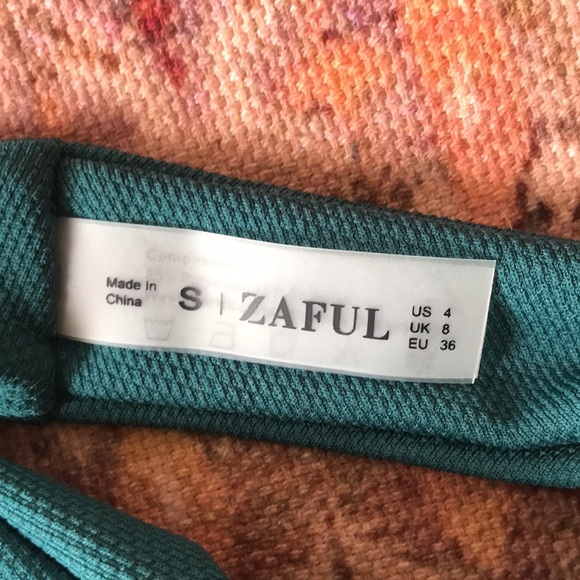 Made in
China
S | ZAFUL
US 4
UK 8
EU 36